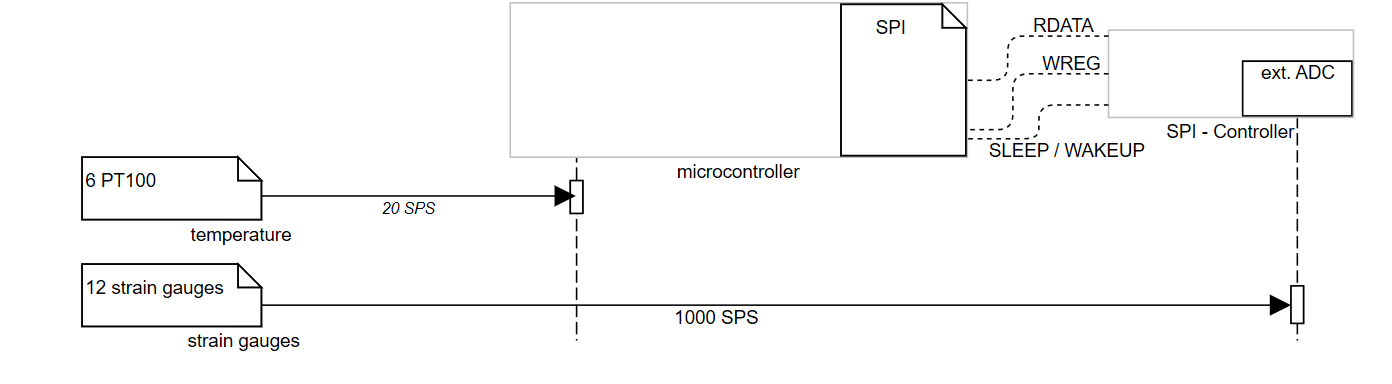 SPI
RDATA
WREG
ext. ADC
SPI - Controller
SLEEP / WAKEUP
microcontroller
6 PT100
20 SPS
temperature
12 strain gauges
1000 SPS
strain gauges